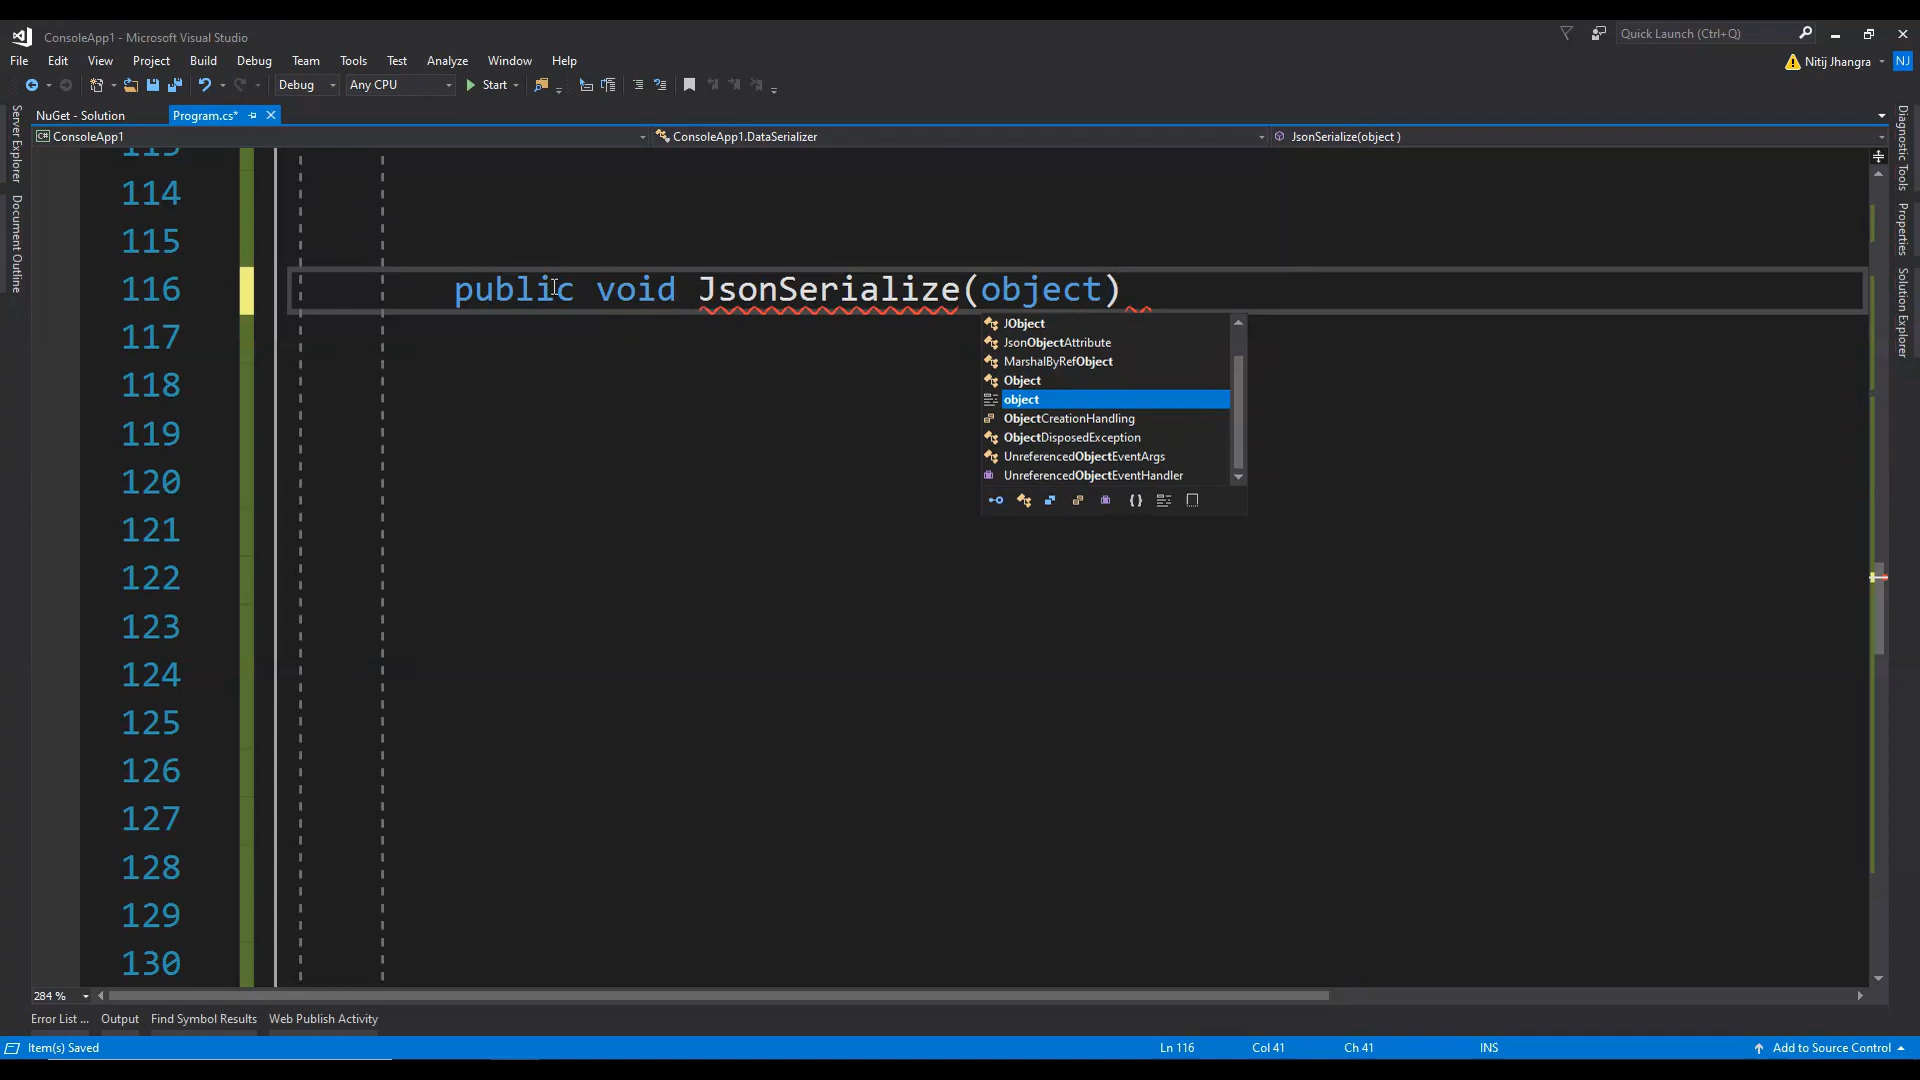 ConsoleApp1 - Microsoft Visual Studio
Quick Launch (Ctrl+Q)
File Edit View Project Build Debug Team Tools Test Analyze Window Help
Nitij Jhangra NJ
Debug Any CPU Start
NuGet - Solution Program.cs*
ConsoleApp1 ConsoleApp1.DataSerializer JsonSerialize(object )
Server Explorer
Document Outline
Diagnostic Tools
Properties
Solution Explorer
114
115
116 public void JsonSerialize(object)
117
118
119
120
121
122
123
124
125
126
127
128
129
130
JObject
JsonObjectAttribute
MarshalByRefObject
Object
object
ObjectCreationHandling
ObjectDisposedException
UnreferencedObjectEventArgs
UnreferencedObjectEventHandler
284 %
Error List ... Output Find Symbol Results Web Publish Activity
Item(s) Saved Ln 116 Col 41 Ch 41 INS Add to Source Control